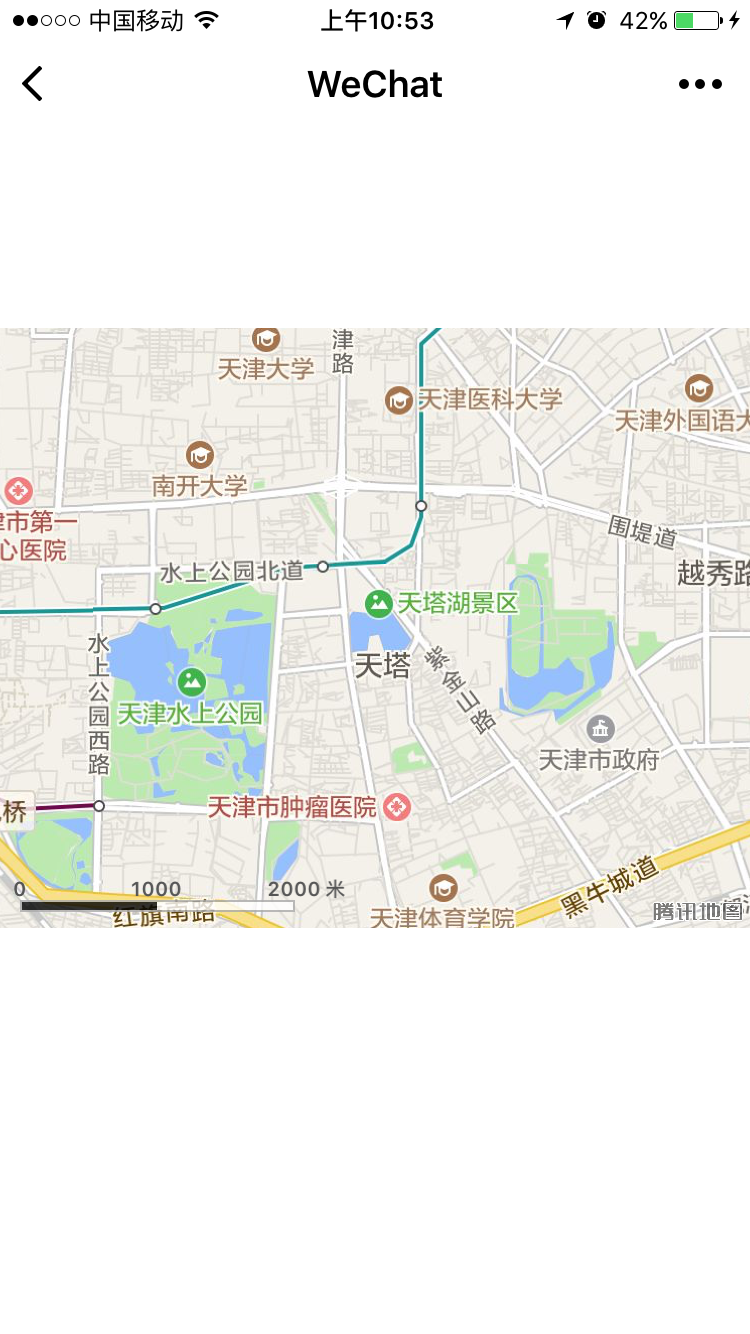 中国移动
上午10:53
42%
WeChat
津路
天津大学
天津医科大学
天津外国语大
南开大学
津市第一
心医院
围堤道
水上公园北道
越秀路
天塔湖景区
水上公园西路
天塔
紫金山路
天津水上公园
天津市政府
桥
天津市肿瘤医院
黑牛城道
0 1000 2000 米
红旗南路
天津体育学院
腾讯地图